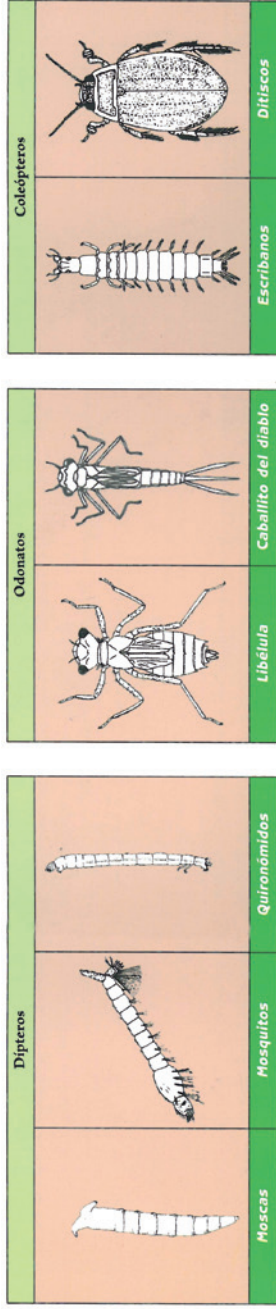 Dípteros
Moscas
Mosquitos
Quironómidos
Odonatos
Libélula
Caballito del diablo
Coleópteros
Escribanos
Ditiscos